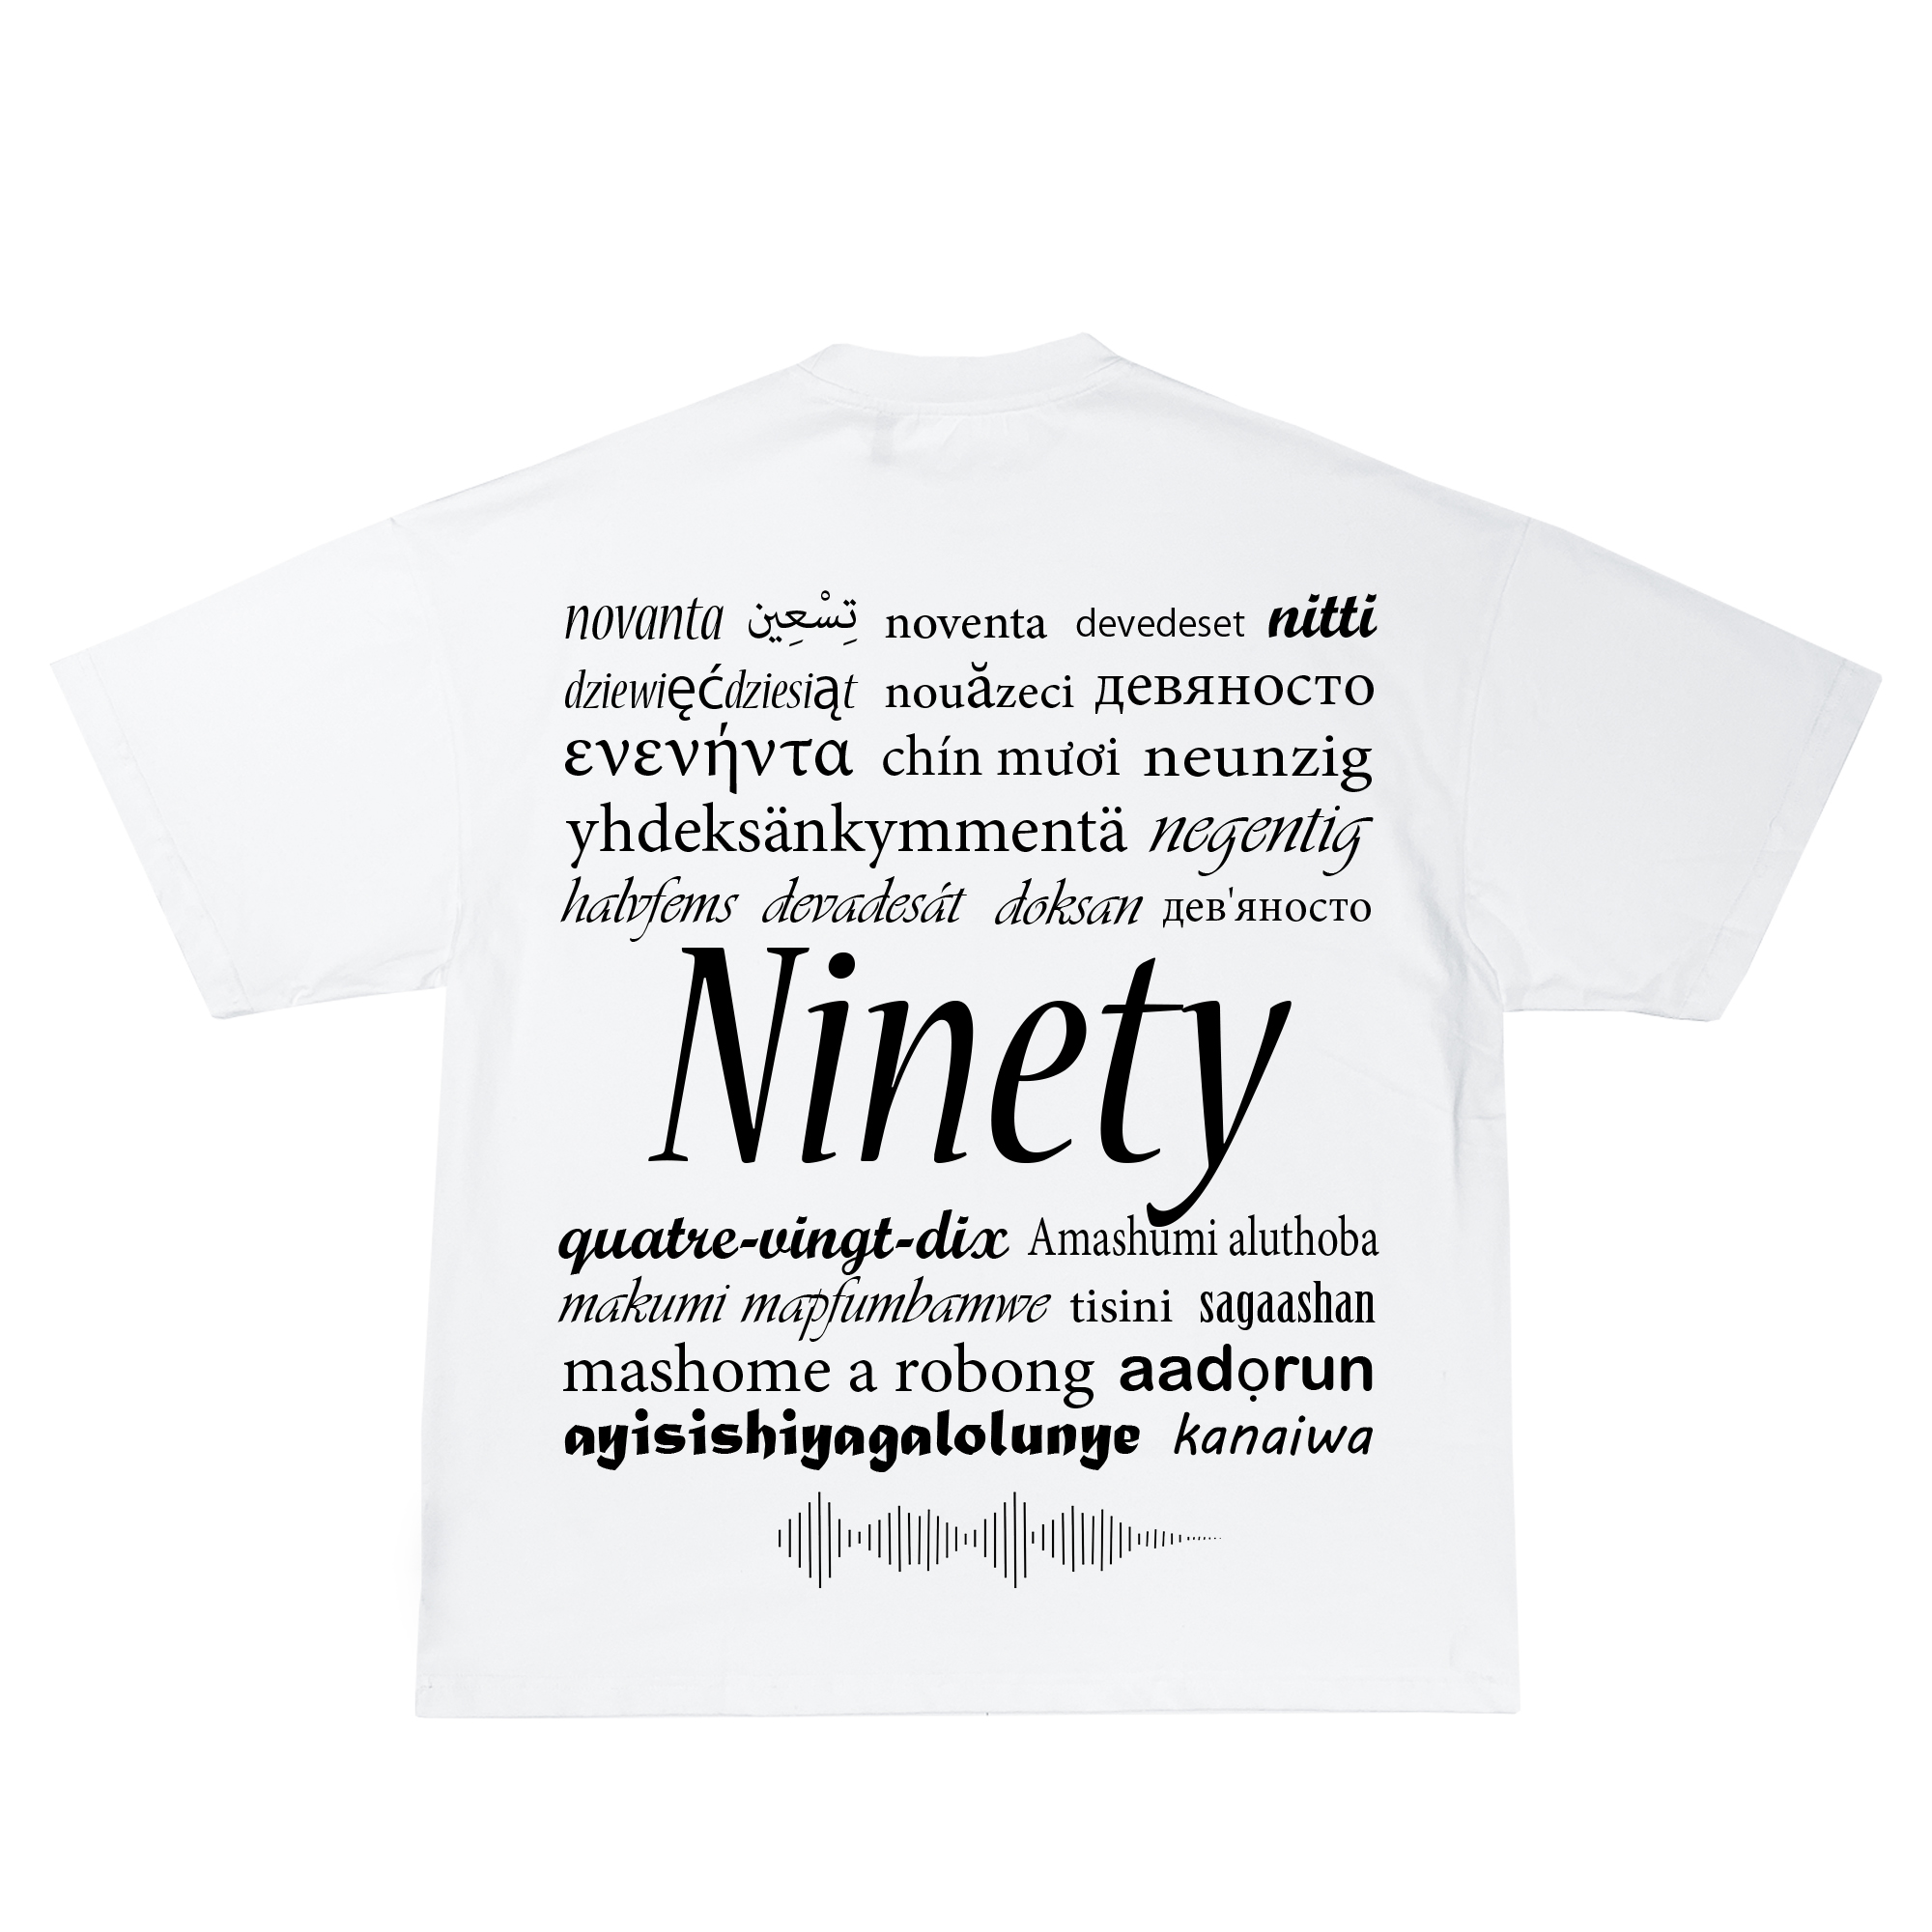 novanta تِسْعِين noventa devedeset nitti
dziewięćdziesiąt nouăzeci девяносто
ενενήντα chín mươi neunzig
yhdeksänkymmentä negentig
halvfems devadesát doksan дев'яносто
Ninety
quatre-vingt-dix Amashumi aluthoba
makumi mapfumbamwe tisini sagaashan
mashome a robong aadọrun
ayisishiyagalolunye kanaiwa